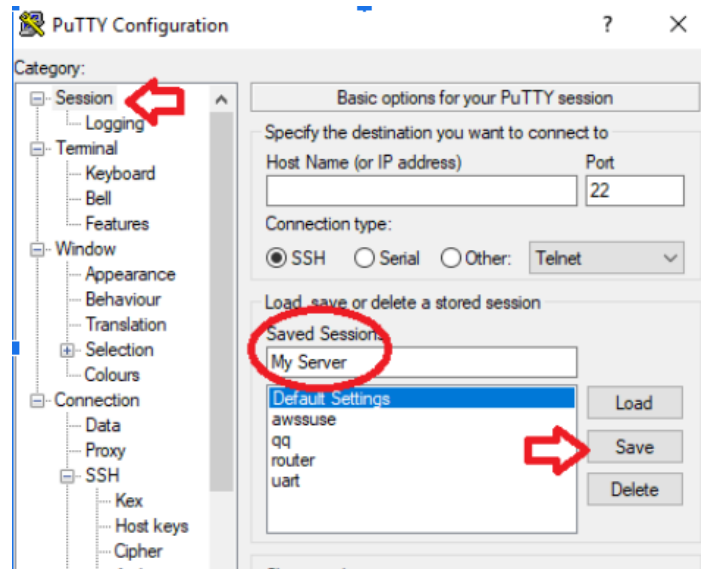 PuTTY Configuration ? ×
Category:
Session
Logging
Terminal
Keyboard
Bell
Features
Window
Appearance
Behaviour
Translation
Selection
Colours
Connection
Data
Proxy
SSH
Kex
Host keys
Cipher
Basic options for your PuTTY session
Specify the destination you want to connect to
Host Name (or IP address) Port
22
Connection type:
SSH Serial Other: Telnet
Load, save or delete a stored session
Saved Sessions
My Server
Default Settings
awssuse
qq
router
uart
Load
Save
Delete